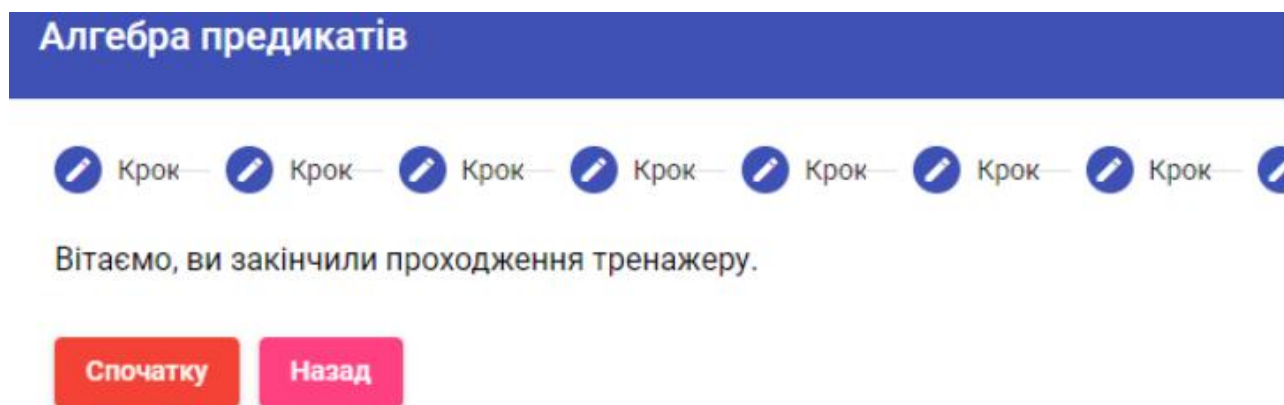 Алгебра предикатів
Крок Крок Крок Крок Крок Крок Крок
Вітаємо, ви закінчили проходження тренажеру.
Спочатку Назад